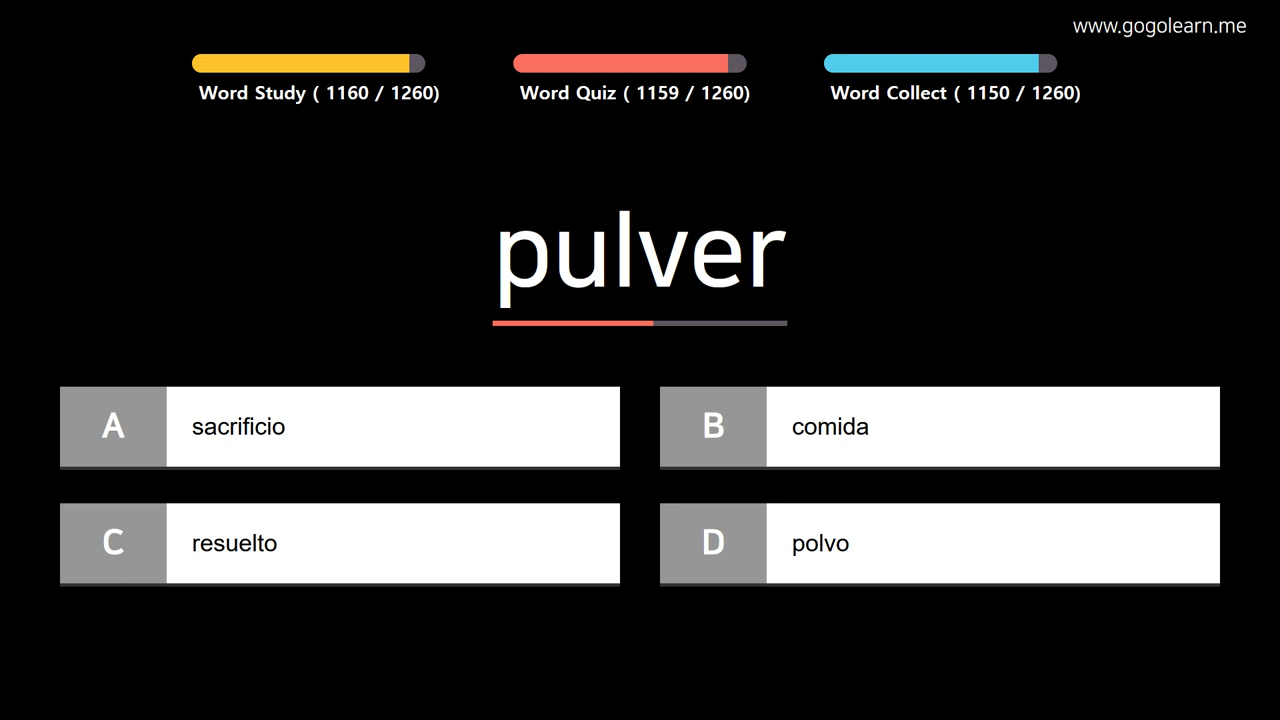 www.gogolearn.me
Word Study ( 1160 / 1260)
Word Quiz ( 1159 / 1260)
Word Collect ( 1150 / 1260)
pulver
A sacrificio
B comida
C resuelto
D polvo